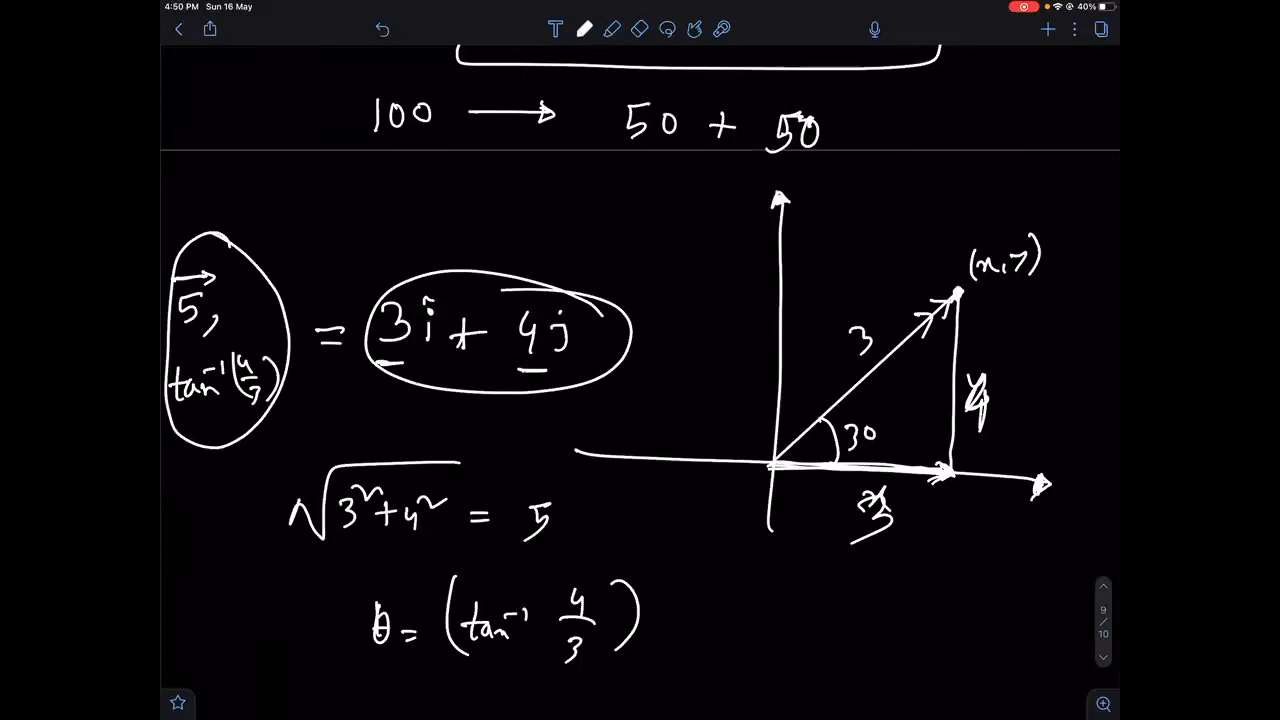 4:50 PM Sun 16 May
40%
T
100 → 50 + 50
(x, y)
5, tan⁻¹(4/3) = 3î + 4j
3
4
30
√3² + 4² = 5
3
θ = (tan⁻¹ 4/3)
9
/
10